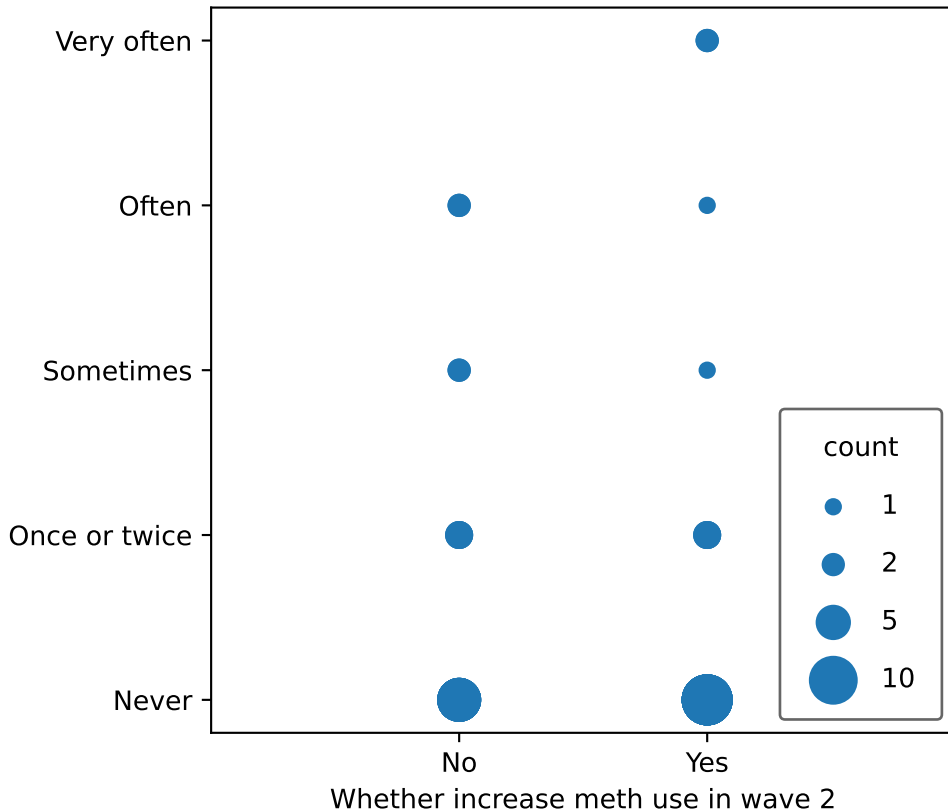 Very often
Often
Sometimes
Once or twice
Never
count
1
2
5
10
No
Yes
Whether increase meth use in wave 2